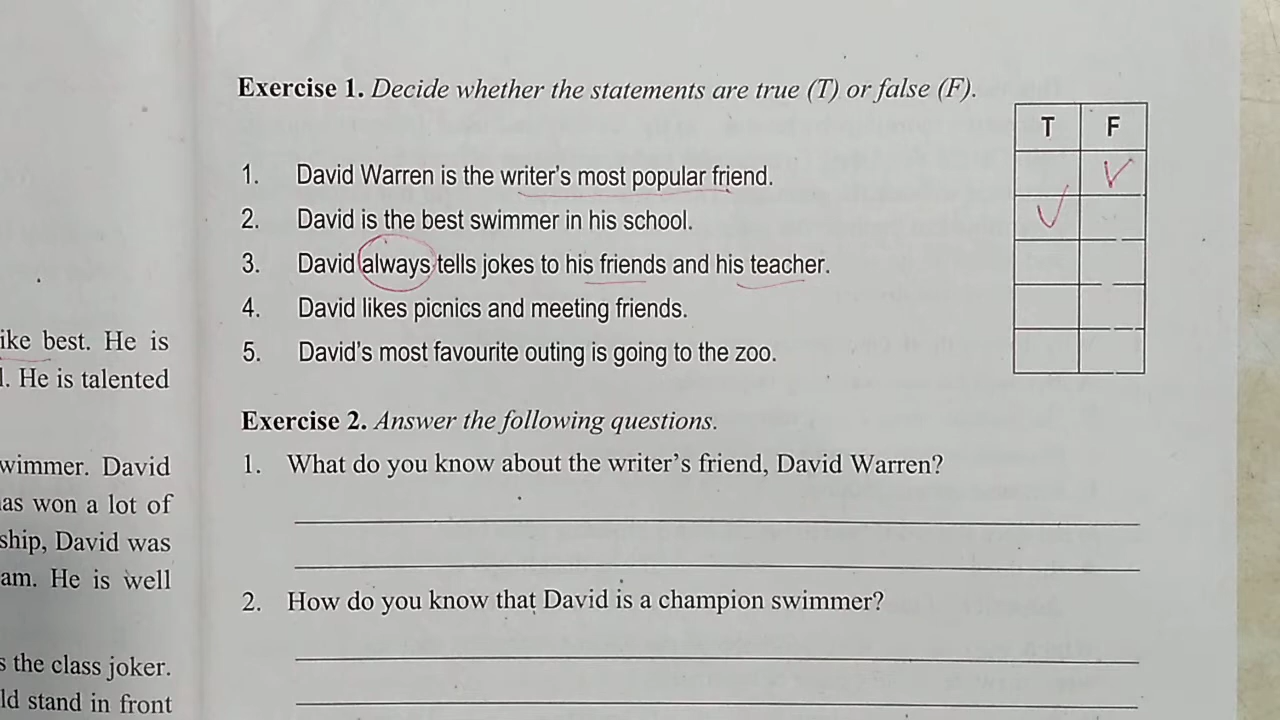 Exercise 1. Decide whether the statements are true (T) or false (F).
T F
1. David Warren is the writer's most popular friend.
2. David is the best swimmer in his school.
3. David always tells jokes to his friends and his teacher.
4. David likes picnics and meeting friends.
5. David's most favourite outing is going to the zoo.
ike best. He is
l. He is talented
wimmer. David
as won a lot of
ship, David was
am. He is well
s the class joker.
ld stand in front
Exercise 2. Answer the following questions.
1. What do you know about the writer's friend, David Warren?
2. How do you know that David is a champion swimmer?